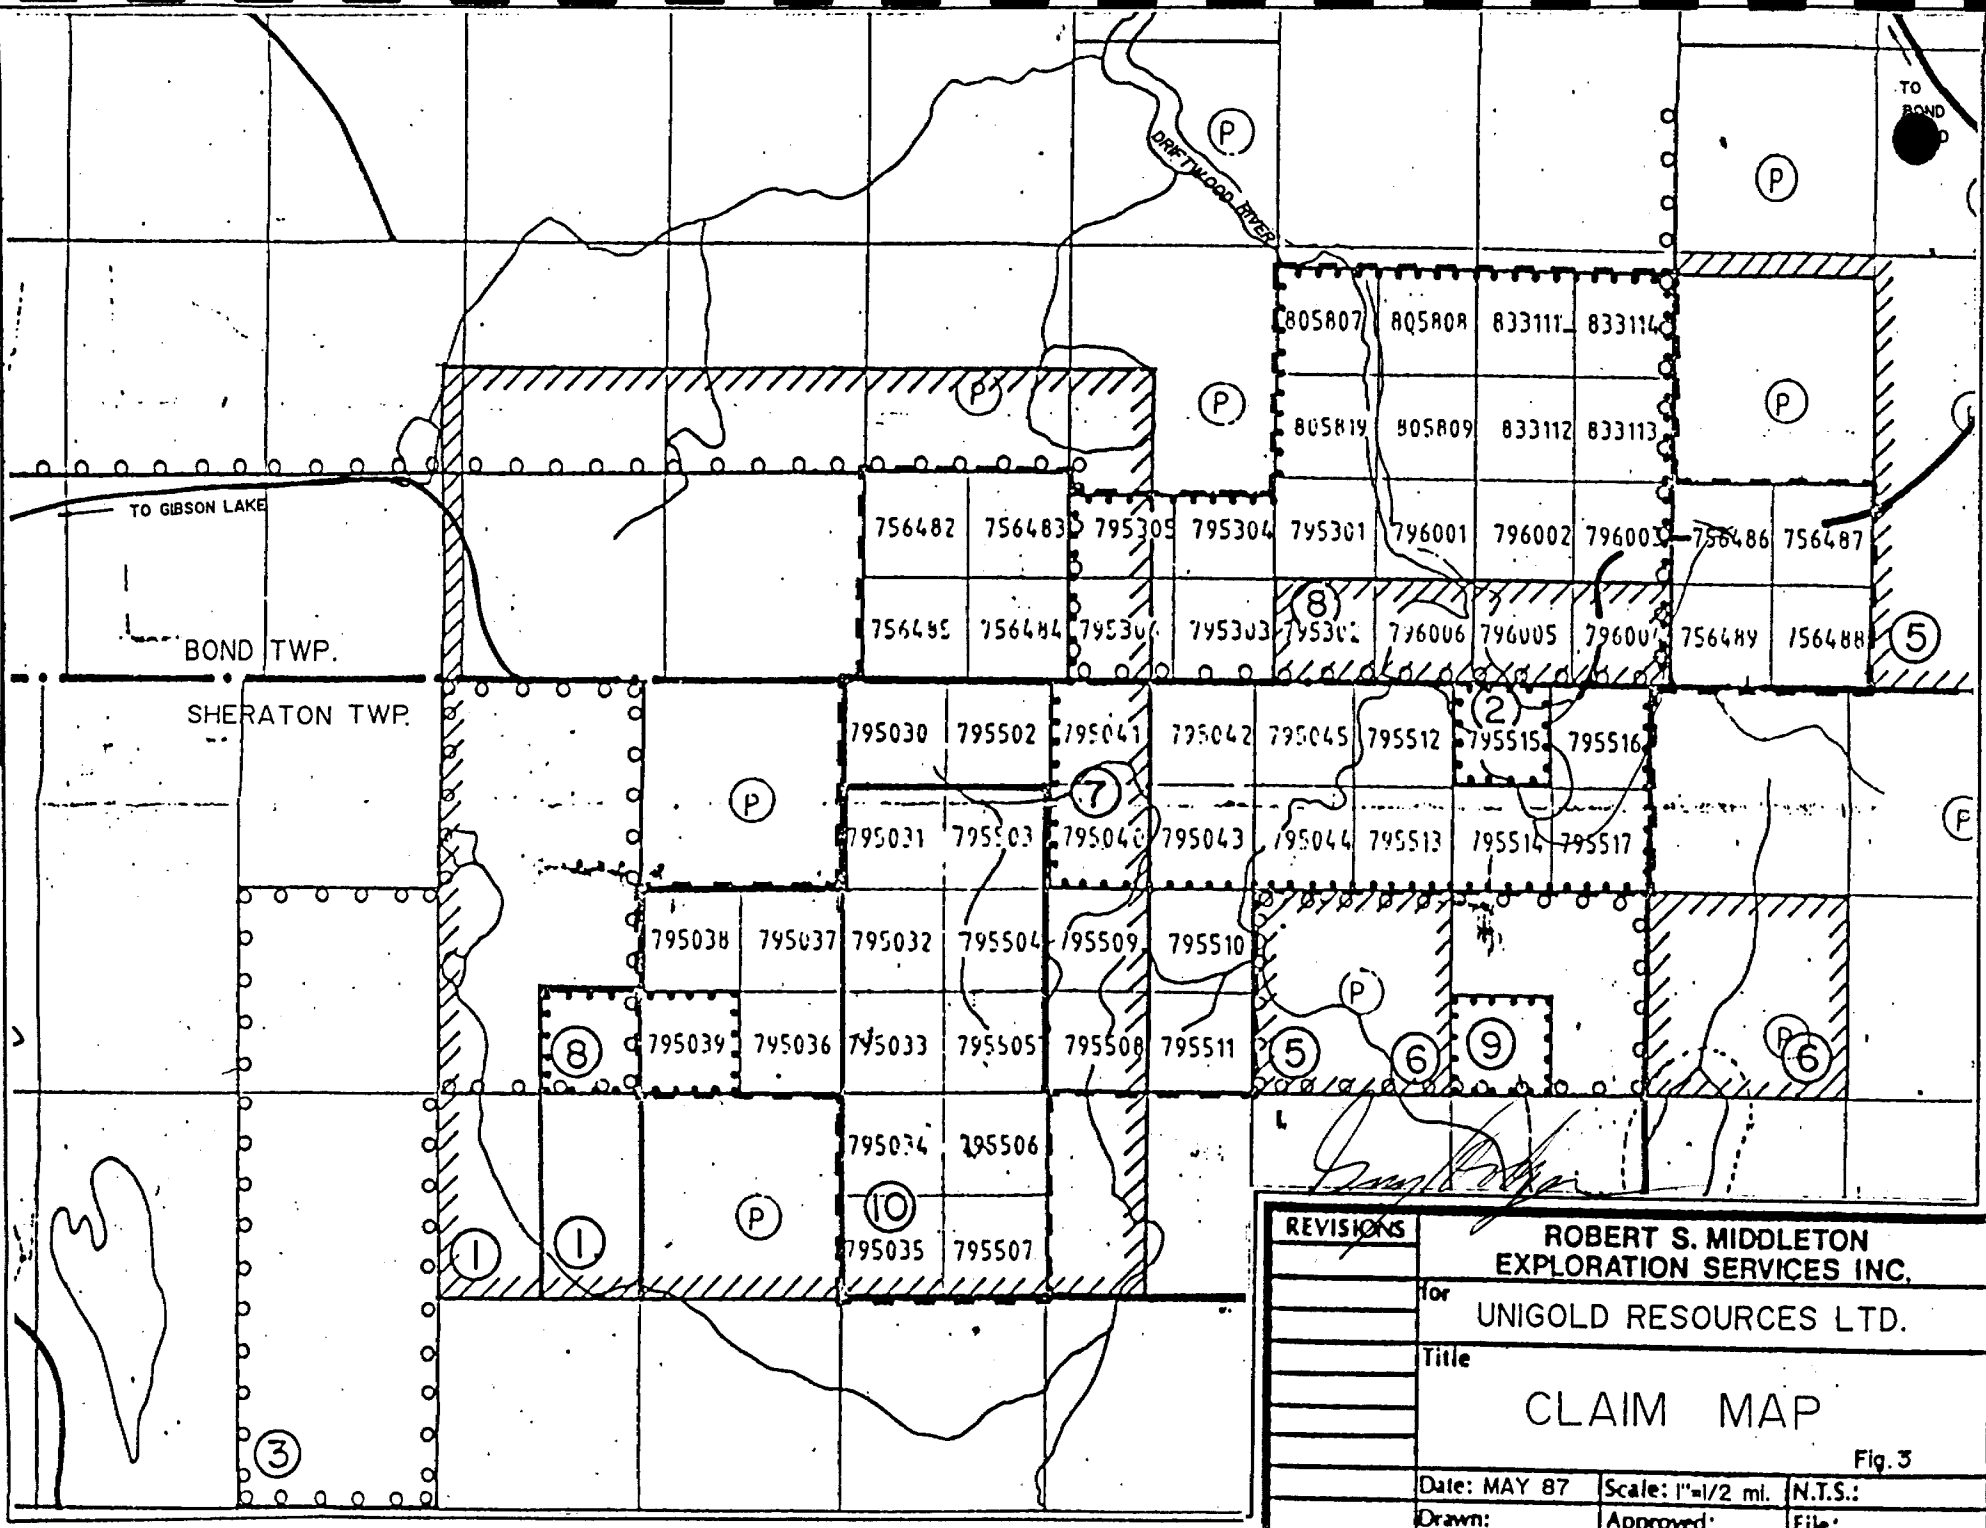 TO
BOND
P
P
DRIFTWOOD RIVER
805807 805808 833111 833114
P
P
P
805819 805809 833112 833113
TO GIBSON LAKE
756482 756483 795305 795304 795301 796001 796002 796003 756486 756487
8
756485 756484 795303 796006 796005 756489 756488 5
BOND TWP.
SHERATON TWP.
2
795030 795502 795041 795042 795045 795512 795515 795516
P
7
P
795031 795503 795040 795043 795044 795513 795514 795517
795038 795037 795032 795504 795509 795510
P
8 795039 795036 795033 795505 795508 795511 5 6 9 P 6
795034 795506
1 1 P 10
795035 795507
3
REVISIONS
ROBERT S. MIDDLETON
EXPLORATION SERVICES INC.
for
UNIGOLD RESOURCES LTD.
Title
CLAIM MAP
Fig. 3
Date: MAY 87 Scale: 1"=1/2 mi. N.T.S.:
Drawn: Approved: File: